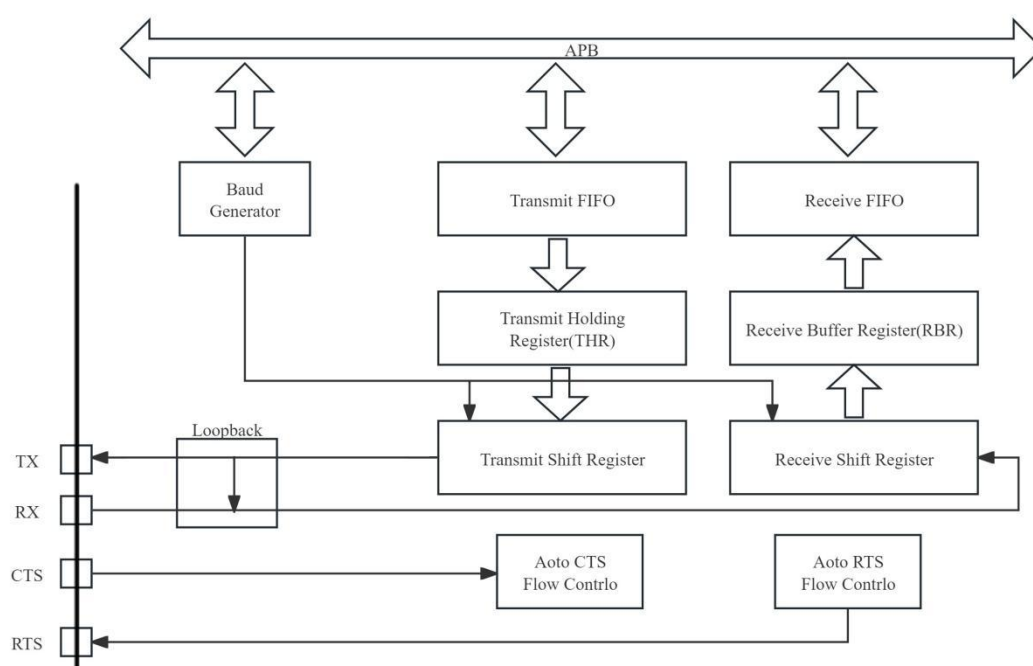 APB
Baud
Generator
Transmit FIFO
Receive FIFO
Transmit Holding
Register(THR)
Receive Buffer Register(RBR)
Loopback
TX
Transmit Shift Register
Receive Shift Register
RX
CTS
Aoto CTS
Flow Contrlo
Aoto RTS
Flow Contrlo
RTS